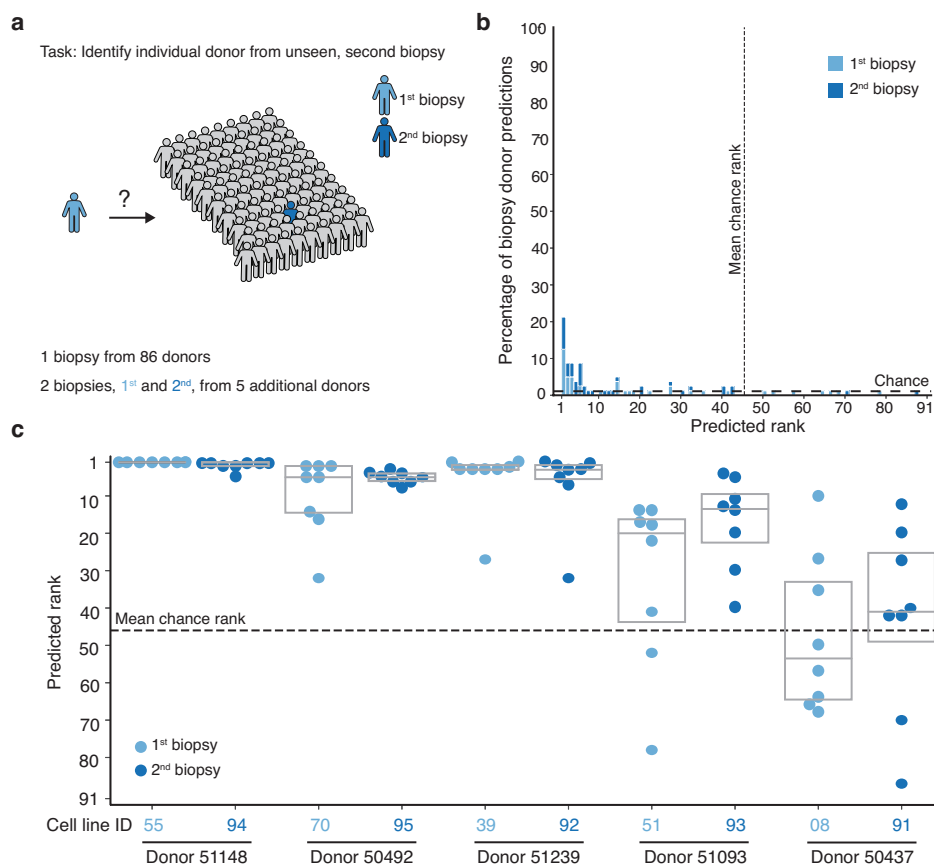 a
Task: Identify individual donor from unseen, second biopsy
1st biopsy
2nd biopsy
?
1 biopsy from 86 donors
2 biopsies, 1st and 2nd, from 5 additional donors
b
Percentage of biopsy donor predictions
100
90
80
70
60
50
40
30
20
10
0
1st biopsy
2nd biopsy
Mean chance rank
Chance
1 10 20 30 40 50 60 70 80 91
Predicted rank
c
Predicted rank
1
10
20
30
40
50
60
70
80
91
Mean chance rank
1st biopsy
2nd biopsy
Cell line ID 55 94 70 95 39 92 51 93 08 91
Donor 51148 Donor 50492 Donor 51239 Donor 51093 Donor 50437